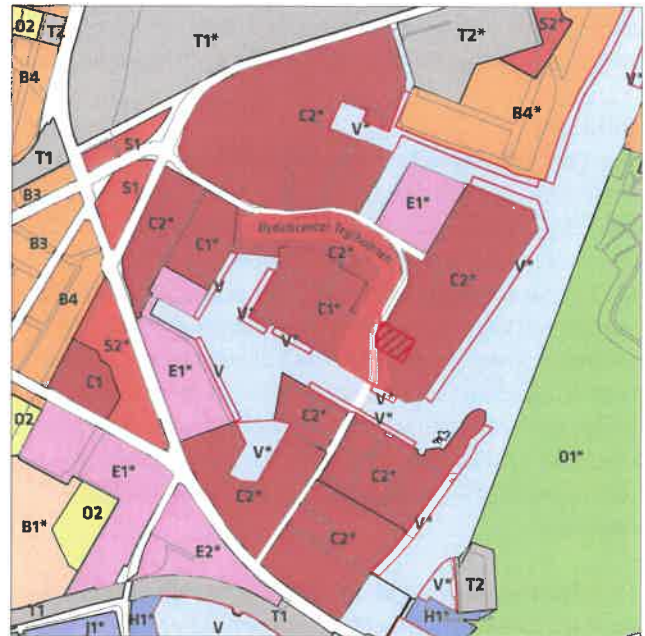 O2
T2
T1*
T2*
S2*
B4
V*
C2*
V*
B4*
T1
S1
S1
B3
E1*
C2*
C1*
Bydelscenter Teglholmen
C2*
V*
B3
C2*
V
C1*
B4
V*
V*
S2*
E1*
V
C1
V*
V*
O2
C2*
V*
E1*
C2*
C2*
O1*
B1*
O2
V*
E2*
C2*
V*
T2
T1
T1
H1*
J1*
V
H1*